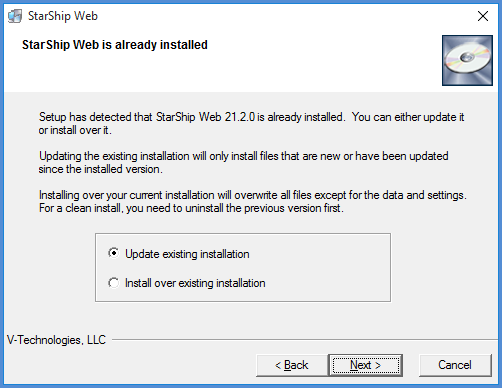 StarShip Web
StarShip Web is already installed
Setup has detected that StarShip Web 21.2.0 is already installed.  You can either update it
or install over it.
Updating the existing installation will only install files that are new or have been updated
since the installed version.
Installing over your current installation will overwrite all files except for the data and settings.
For a clean install, you need to uninstall the previous version first.
Update existing installation
Install over existing installation
V-Technologies, LLC
< Back
Next >
Cancel